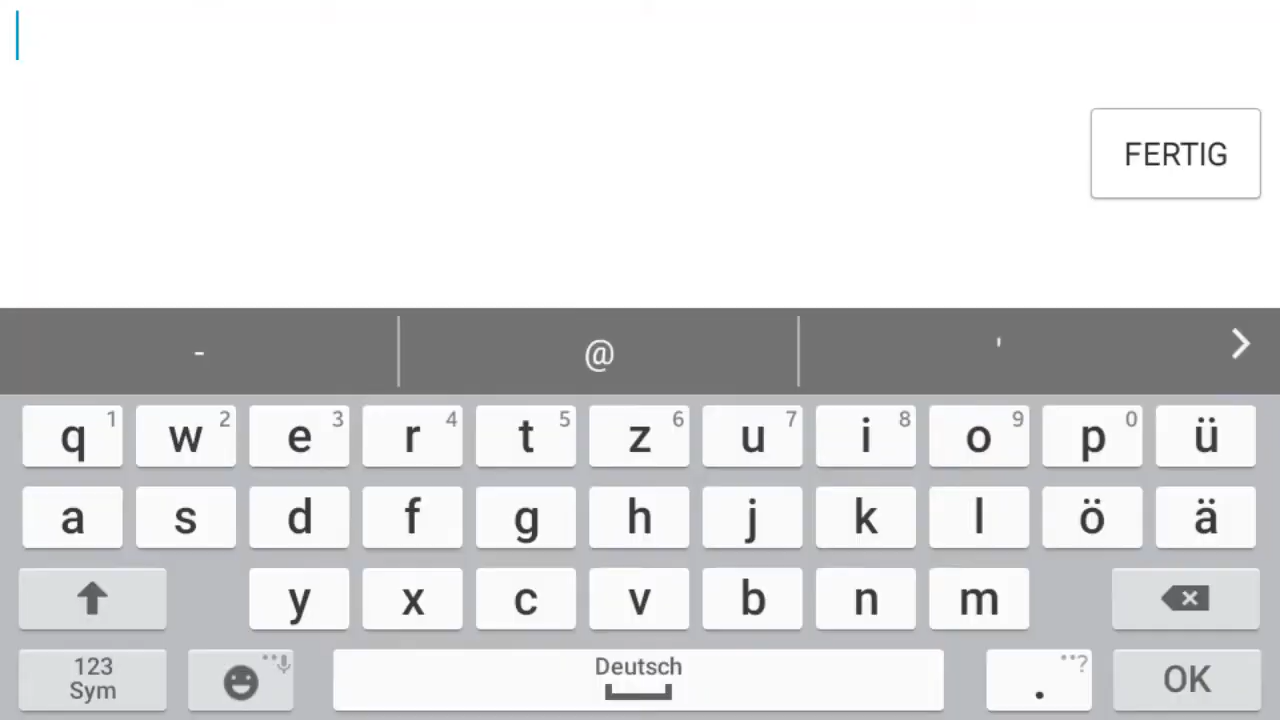 FERTIG
- @ '
q 1 w 2 e 3 r 4 t 5 z 6 u 7 i 8 o 9 p 0 ü
a s d f g h j k l ö ä
y x c v b n m
123 Sym Deutsch . ? OK